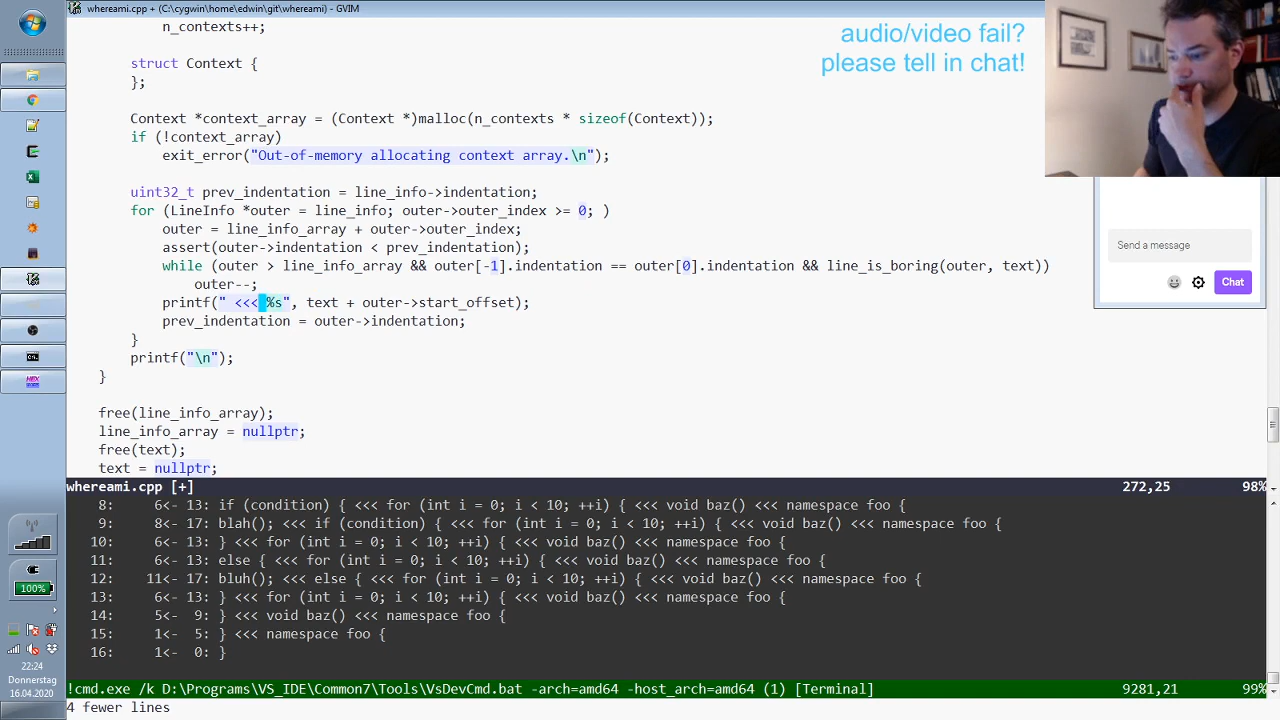 whereami.cpp + (C:\cygwin\home\edwin\git\whereami) - GVIM
audio/video fail?
please tell in chat!
n_contexts++;
struct Context {
};
Context *context_array = (Context *)malloc(n_contexts * sizeof(Context));
if (!context_array)
exit_error("Out-of-memory allocating context array.\n");
uint32_t prev_indentation = line_info->indentation;
for (LineInfo *outer = line_info; outer->outer_index >= 0; )
outer = line_info_array + outer->outer_index;
assert(outer->indentation < prev_indentation);
while (outer > line_info_array && outer[-1].indentation == outer[0].indentation && line_is_boring(outer, text))
outer--;
printf(" <<< %s", text + outer->start_offset);
prev_indentation = outer->indentation;
}
printf("\n");
}
free(line_info_array);
line_info_array = nullptr;
free(text);
text = nullptr;
Send a message
Chat
whereami.cpp [+] 272,25 98%
8: 6<- 13: if (condition) { <<< for (int i = 0; i < 10; ++i) { <<< void baz() <<< namespace foo {
9: 8<- 17: blah(); <<< if (condition) { <<< for (int i = 0; i < 10; ++i) { <<< void baz() <<< namespace foo {
10: 6<- 13: } <<< for (int i = 0; i < 10; ++i) { <<< void baz() <<< namespace foo {
11: 6<- 13: else { <<< for (int i = 0; i < 10; ++i) { <<< void baz() <<< namespace foo {
12: 11<- 17: bluh(); <<< else { <<< for (int i = 0; i < 10; ++i) { <<< void baz() <<< namespace foo {
13: 6<- 13: } <<< for (int i = 0; i < 10; ++i) { <<< void baz() <<< namespace foo {
14: 5<- 9: } <<< void baz() <<< namespace foo {
15: 1<- 5: } <<< namespace foo {
16: 1<- 0: }
!cmd.exe /k D:\Programs\VS_IDE\Common7\Tools\VsDevCmd.bat -arch=amd64 -host_arch=amd64 (1) [Terminal] 9281,21 99%
4 fewer lines
HEX
100%
22:24
Donnerstag
16.04.2020